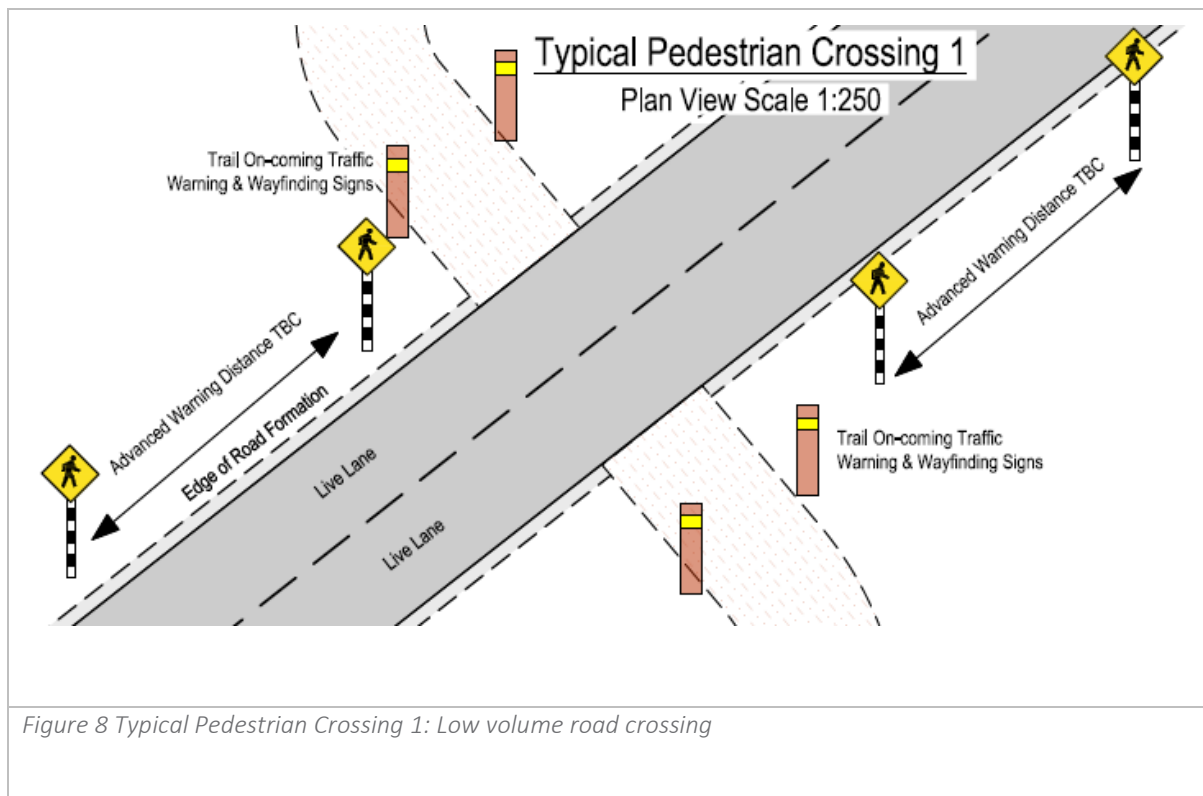 Typical Pedestrian Crossing 1
Plan View Scale 1:250
Trail On-coming Traffic
Warning & Wayfinding Signs
Advanced Warning Distance TBC
Advanced Warning Distance TBC
Edge of Road Formation
Live Lane
Live Lane
Trail On-coming Traffic
Warning & Wayfinding Signs
Figure 8 Typical Pedestrian Crossing 1: Low volume road crossing